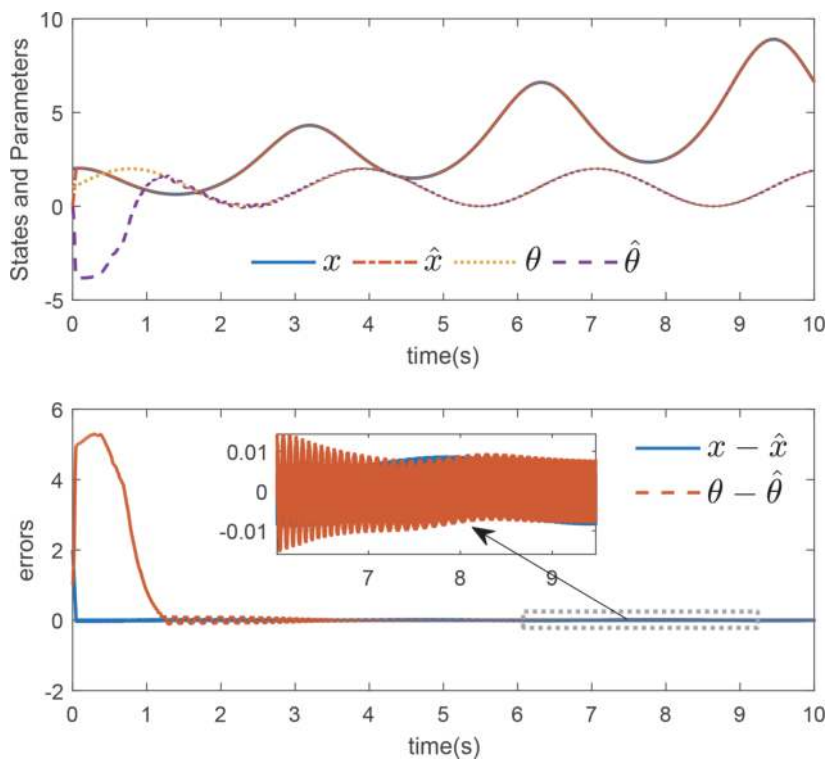 States and Parameters
10
5
0
-5
x x̂ θ θ̂
0 1 2 3 4 5 6 7 8 9 10
time(s)
errors
6
4
2
0
-2
0.01
0
-0.01
7 8 9
x − x̂
θ − θ̂
0 1 2 3 4 5 6 7 8 9 10
time(s)